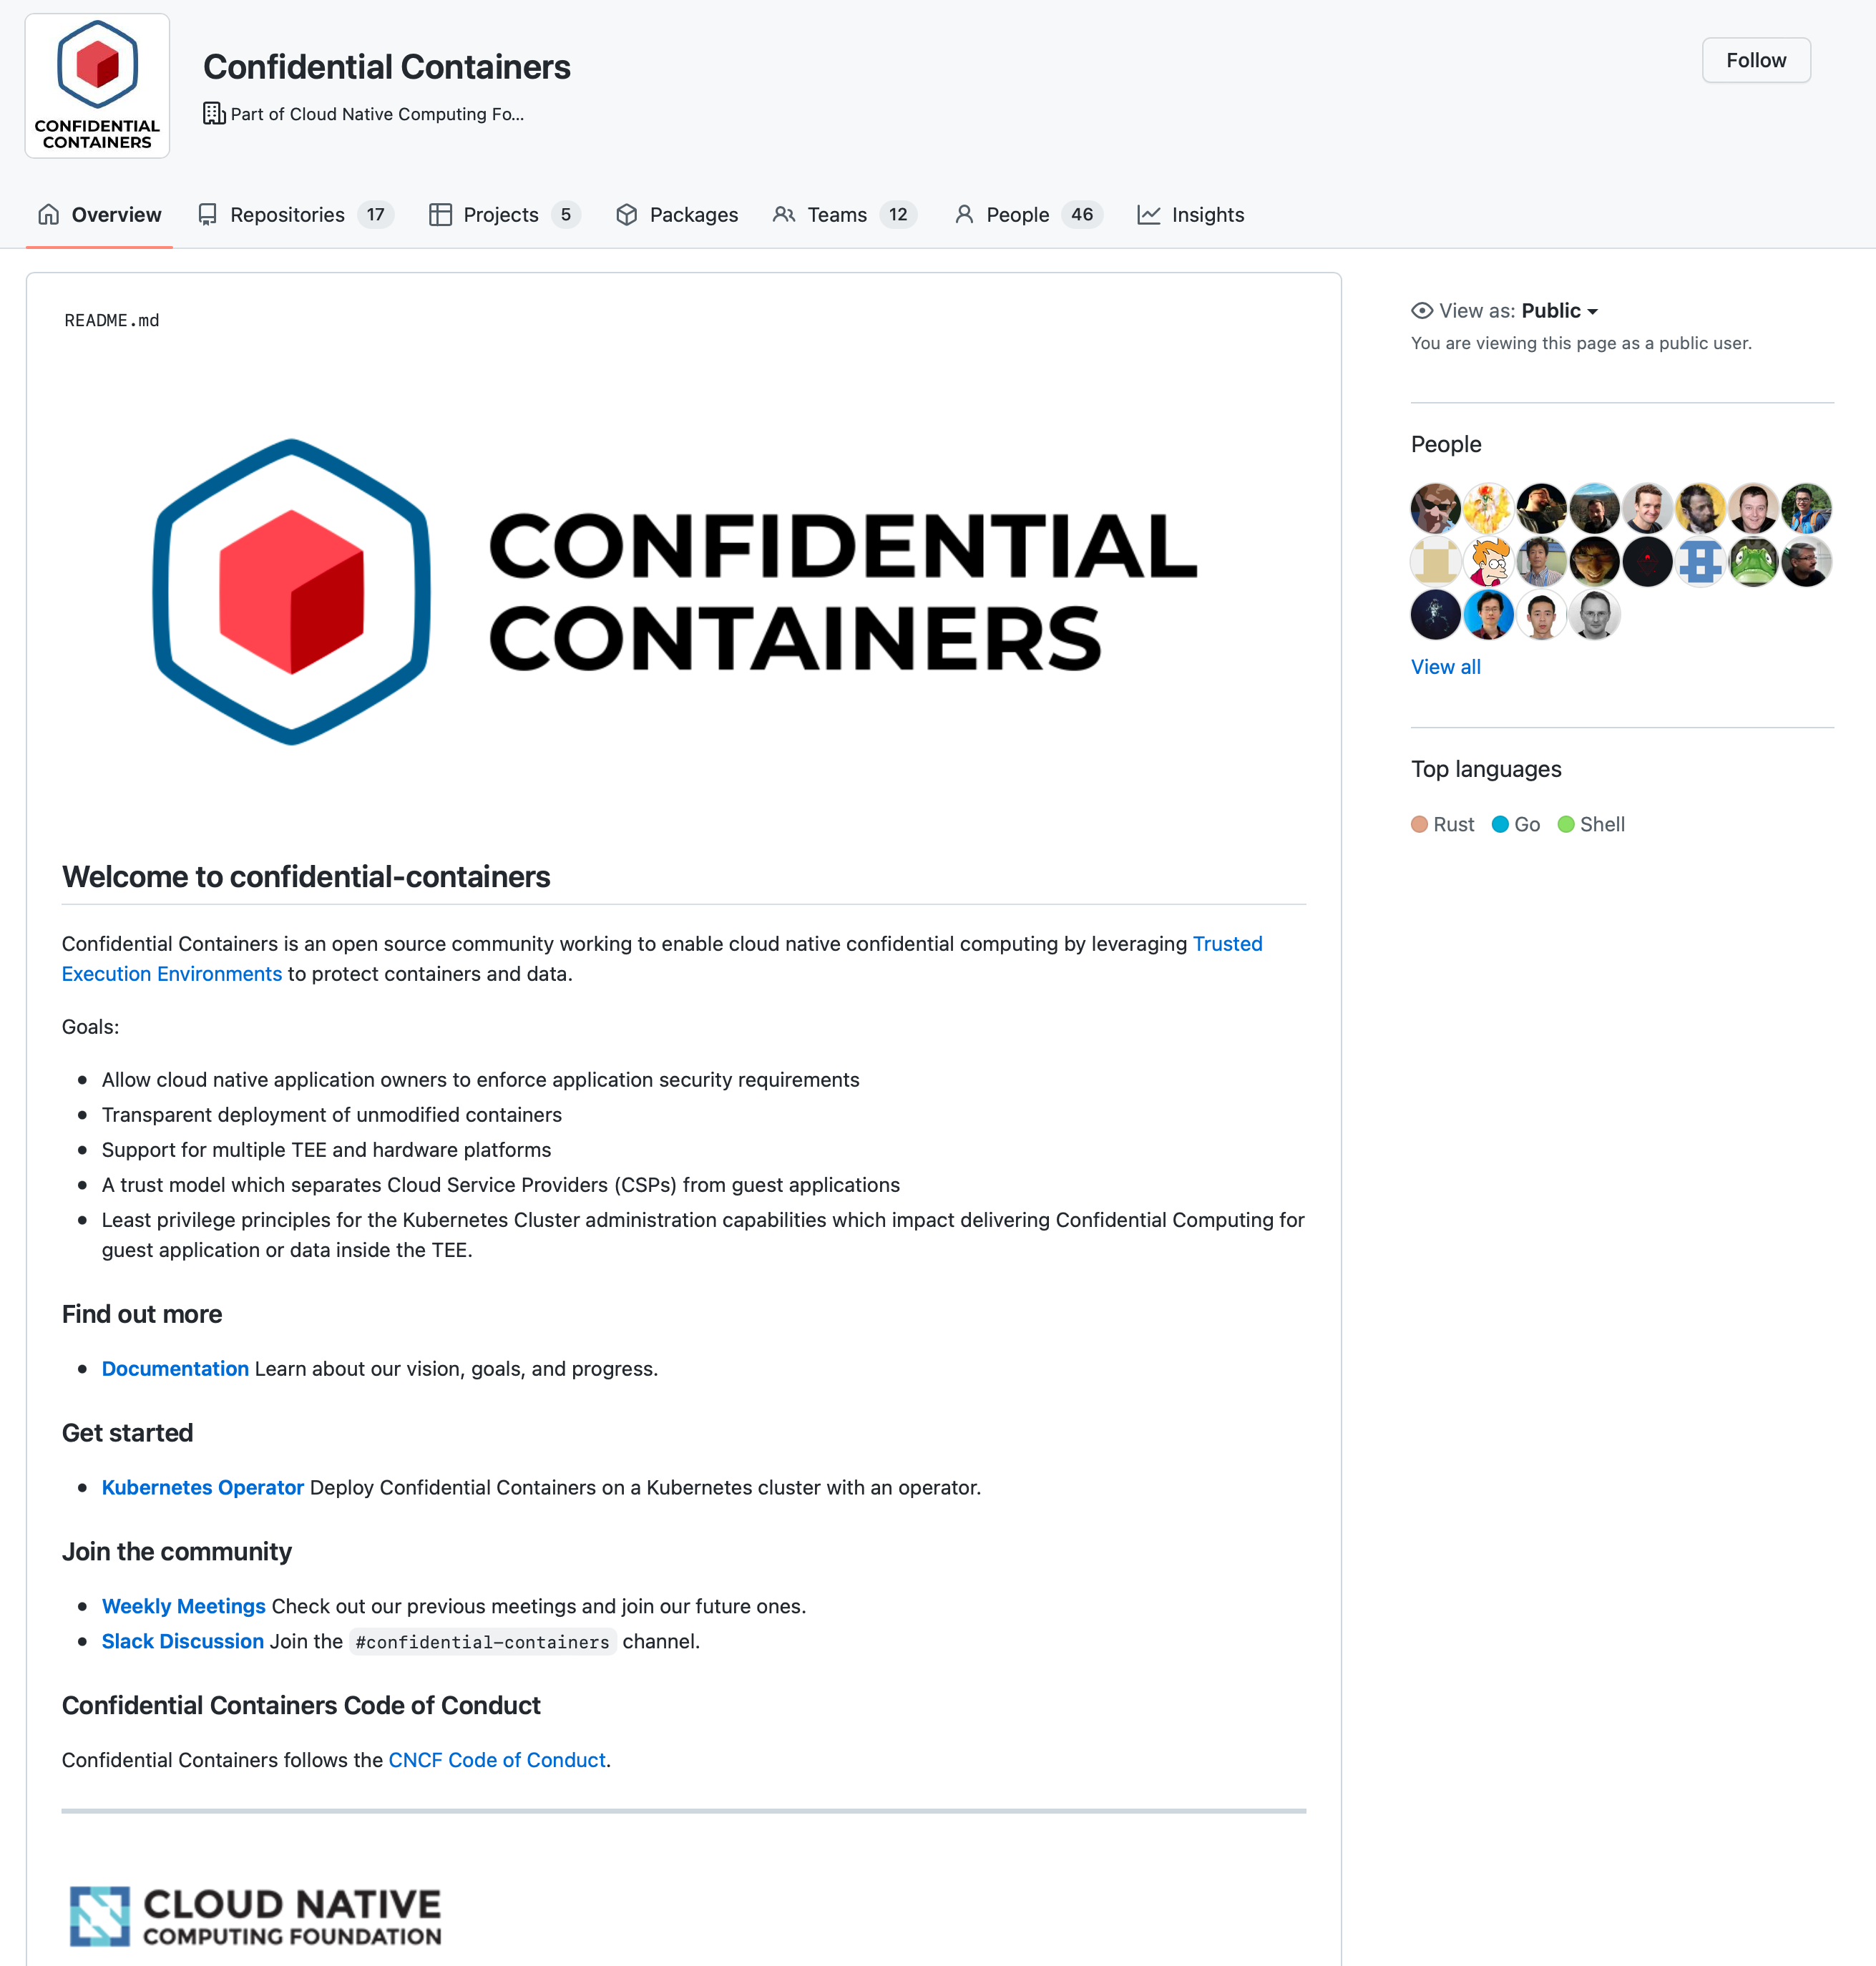 CONFIDENTIAL
CONTAINERS
Confidential Containers
Part of Cloud Native Computing Fo...
Follow
Overview
Repositories 17
Projects 5
Packages
Teams 12
People 46
Insights
README.md
CONFIDENTIAL
CONTAINERS
Welcome to confidential-containers
Confidential Containers is an open source community working to enable cloud native confidential computing by leveraging Trusted
Execution Environments to protect containers and data.
Goals:
Allow cloud native application owners to enforce application security requirements
Transparent deployment of unmodified containers
Support for multiple TEE and hardware platforms
A trust model which separates Cloud Service Providers (CSPs) from guest applications
Least privilege principles for the Kubernetes Cluster administration capabilities which impact delivering Confidential Computing for
guest application or data inside the TEE.
Find out more
Documentation Learn about our vision, goals, and progress.
Get started
Kubernetes Operator Deploy Confidential Containers on a Kubernetes cluster with an operator.
Join the community
Weekly Meetings Check out our previous meetings and join our future ones.
Slack Discussion Join the #confidential-containers channel.
Confidential Containers Code of Conduct
Confidential Containers follows the CNCF Code of Conduct.
CLOUD NATIVE
COMPUTING FOUNDATION
View as: Public
You are viewing this page as a public user.
People
View all
Top languages
Rust Go Shell